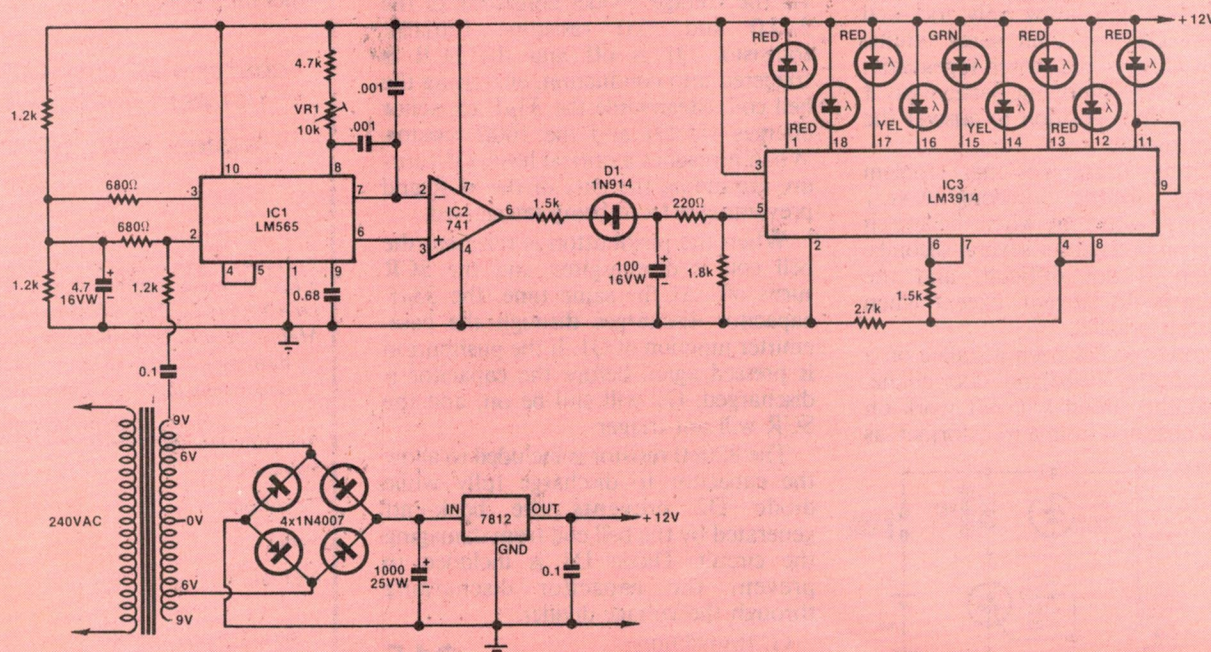 +12V
RED
RED
GRN
RED
RED
4.7k
.001
λ
λ
λ
λ
λ
1.2k
VR1
10k
.001
λ
λ
λ
λ
RED
YEL
YEL
RED
1
18
17
16
15
14
13
12
11
10
8
7
3
9
680Ω
3
7
2
−
D1
1N914
IC1
LM565
IC2
741
6
1.5k
220Ω
5
IC3
LM3914
680Ω
2
6
3
+
4
2
6
7
4
8
1.2k
4.7
16VW
+
−
1.2k
4
5
9
0.68
100
16VW
+
−
1.8k
1.5k
2.7k
0.1
9V
6V
240VAC
0V
4x1N4007
IN
7812
OUT
GND
+12V
6V
9V
1000
25VW
+
−
0.1